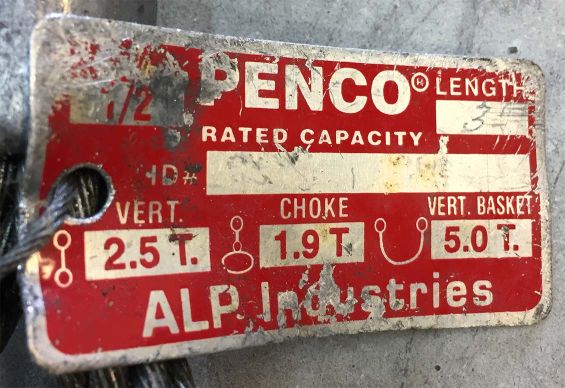 1/2
PENCO® LENGTH
3'
RATED CAPACITY
ID#
VERT. CHOKE VERT. BASKET
2.5 T. 1.9 T 5.0 T.
ALP Industries